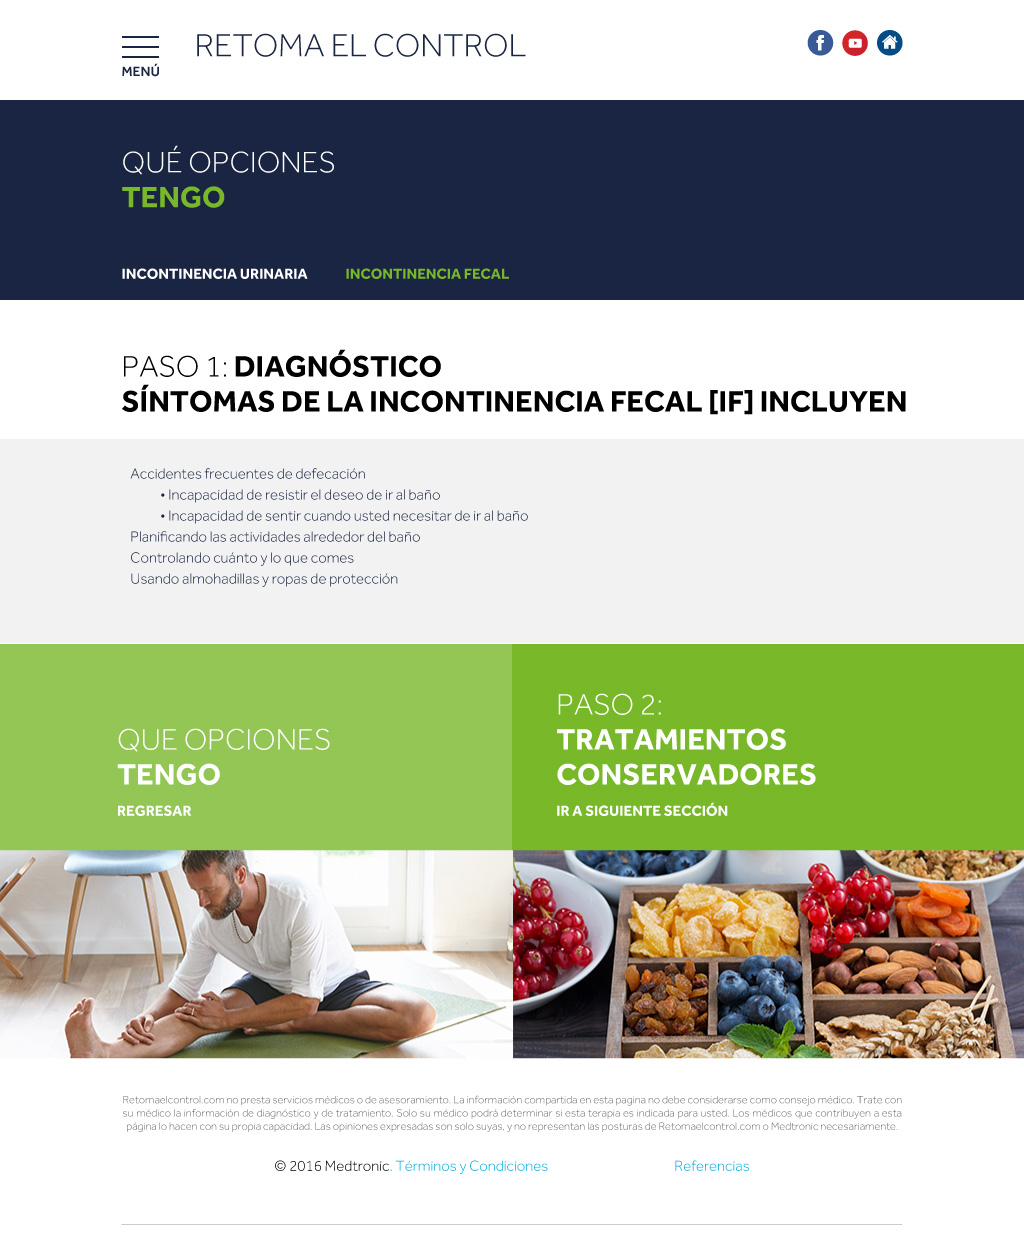 MENÚ
RETOMA EL CONTROL
QUÉ OPCIONES
TENGO
INCONTINENCIA URINARIA
INCONTINENCIA FECAL
PASO 1: DIAGNÓSTICO
SÍNTOMAS DE LA INCONTINENCIA FECAL [IF] INCLUYEN
Accidentes frecuentes de defecación
• Incapacidad de resistir el deseo de ir al baño
• Incapacidad de sentir cuando usted necesitar de ir al baño
Planificando las actividades alrededor del baño
Controlando cuánto y lo que comes
Usando almohadillas y ropas de protección
QUE OPCIONES
TENGO
REGRESAR
PASO 2:
TRATAMIENTOS
CONSERVADORES
IR A SIGUIENTE SECCIÓN
Retomaelcontrol.com no presta servicios médicos o de asesoramiento. La información compartida en esta pagina no debe considerarse como consejo médico. Trate con
su médico la información de diagnóstico y de tratamiento. Solo su médico podrá determinar si esta terapia es indicada para usted. Los médicos que contribuyen a esta
página lo hacen con su propia capacidad. Las opiniones expresadas son solo suyas, y no representan las posturas de Retomaelcontrol.com o Medtronic necesariamente.
© 2016 Medtronic. Términos y Condiciones
Referencias